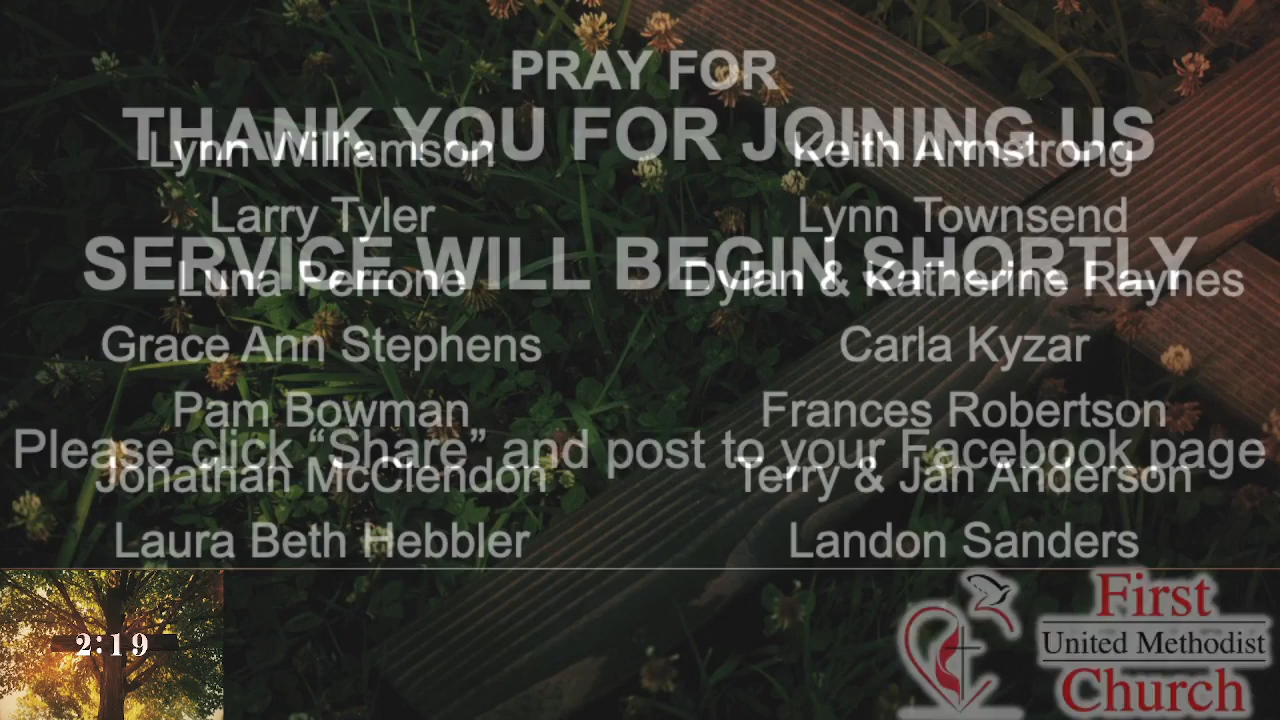 PRAY FOR
THANK YOU FOR JOINING US
Lynn Williamson Keith Armstrong
Larry Tyler Lynn Townsend
SERVICE WILL BEGIN SHORTLY
Luna Perrone Dylan & Katherine Raynes
Grace Ann Stephens Carla Kyzar
Pam Bowman Frances Robertson
Please click “Share” and post to your Facebook page
Jonathan McClendon Terry & Jan Anderson
Laura Beth Hebbler Landon Sanders
2:19
First
United Methodist
Church